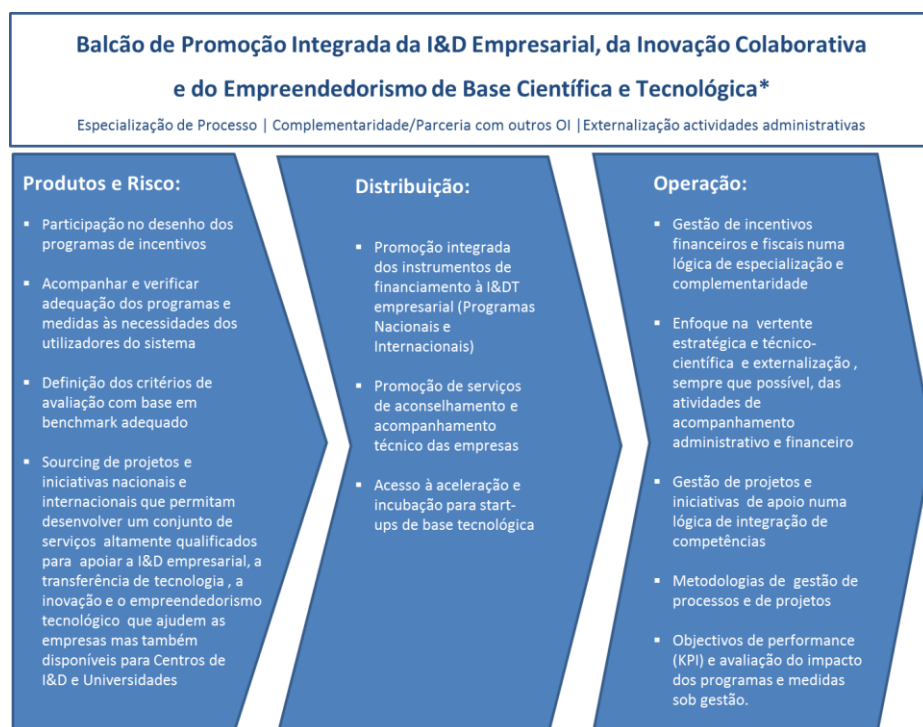 Balcão de Promoção Integrada da I&D Empresarial, da Inovação Colaborativa
e do Empreendedorismo de Base Científica e Tecnológica*
Especialização de Processo | Complementaridade/Parceria com outros OI |Externalização actividades administrativas
Produtos e Risco:
▪ Participação no desenho dos
programas de incentivos
▪ Acompanhar e verificar
adequação dos programas e
medidas às necessidades dos
utilizadores do sistema
▪ Definição dos critérios de
avaliação com base em
benchmark adequado
▪ Sourcing de projetos e
iniciativas nacionais e
internacionais que permitam
desenvolver um conjunto de
serviços altamente qualificados
para apoiar a I&D empresarial, a
transferência de tecnologia , a
inovação e o empreendedorismo
tecnológico que ajudem as
empresas mas também
disponíveis para Centros de
I&D e Universidades
Distribuição:
▪ Promoção integrada
dos instrumentos de
financiamento à I&DT
empresarial (Programas
Nacionais e
Internacionais)
▪ Promoção de serviços
de aconselhamento e
acompanhamento
técnico das empresas
▪ Acesso à aceleração e
incubação para start-
ups de base tecnológica
Operação:
▪ Gestão de incentivos
financeiros e fiscais numa
lógica de especialização e
complementaridade
▪ Enfoque na vertente
estratégica e técnico-
científica e externalização ,
sempre que possível, das
atividades de
acompanhamento
administrativo e financeiro
▪ Gestão de projetos e
iniciativas de apoio numa
lógica de integração de
competências
▪ Metodologias de gestão de
processos e de projetos
▪ Objectivos de performance
(KPI) e avaliação do impacto
dos programas e medidas
sob gestão.